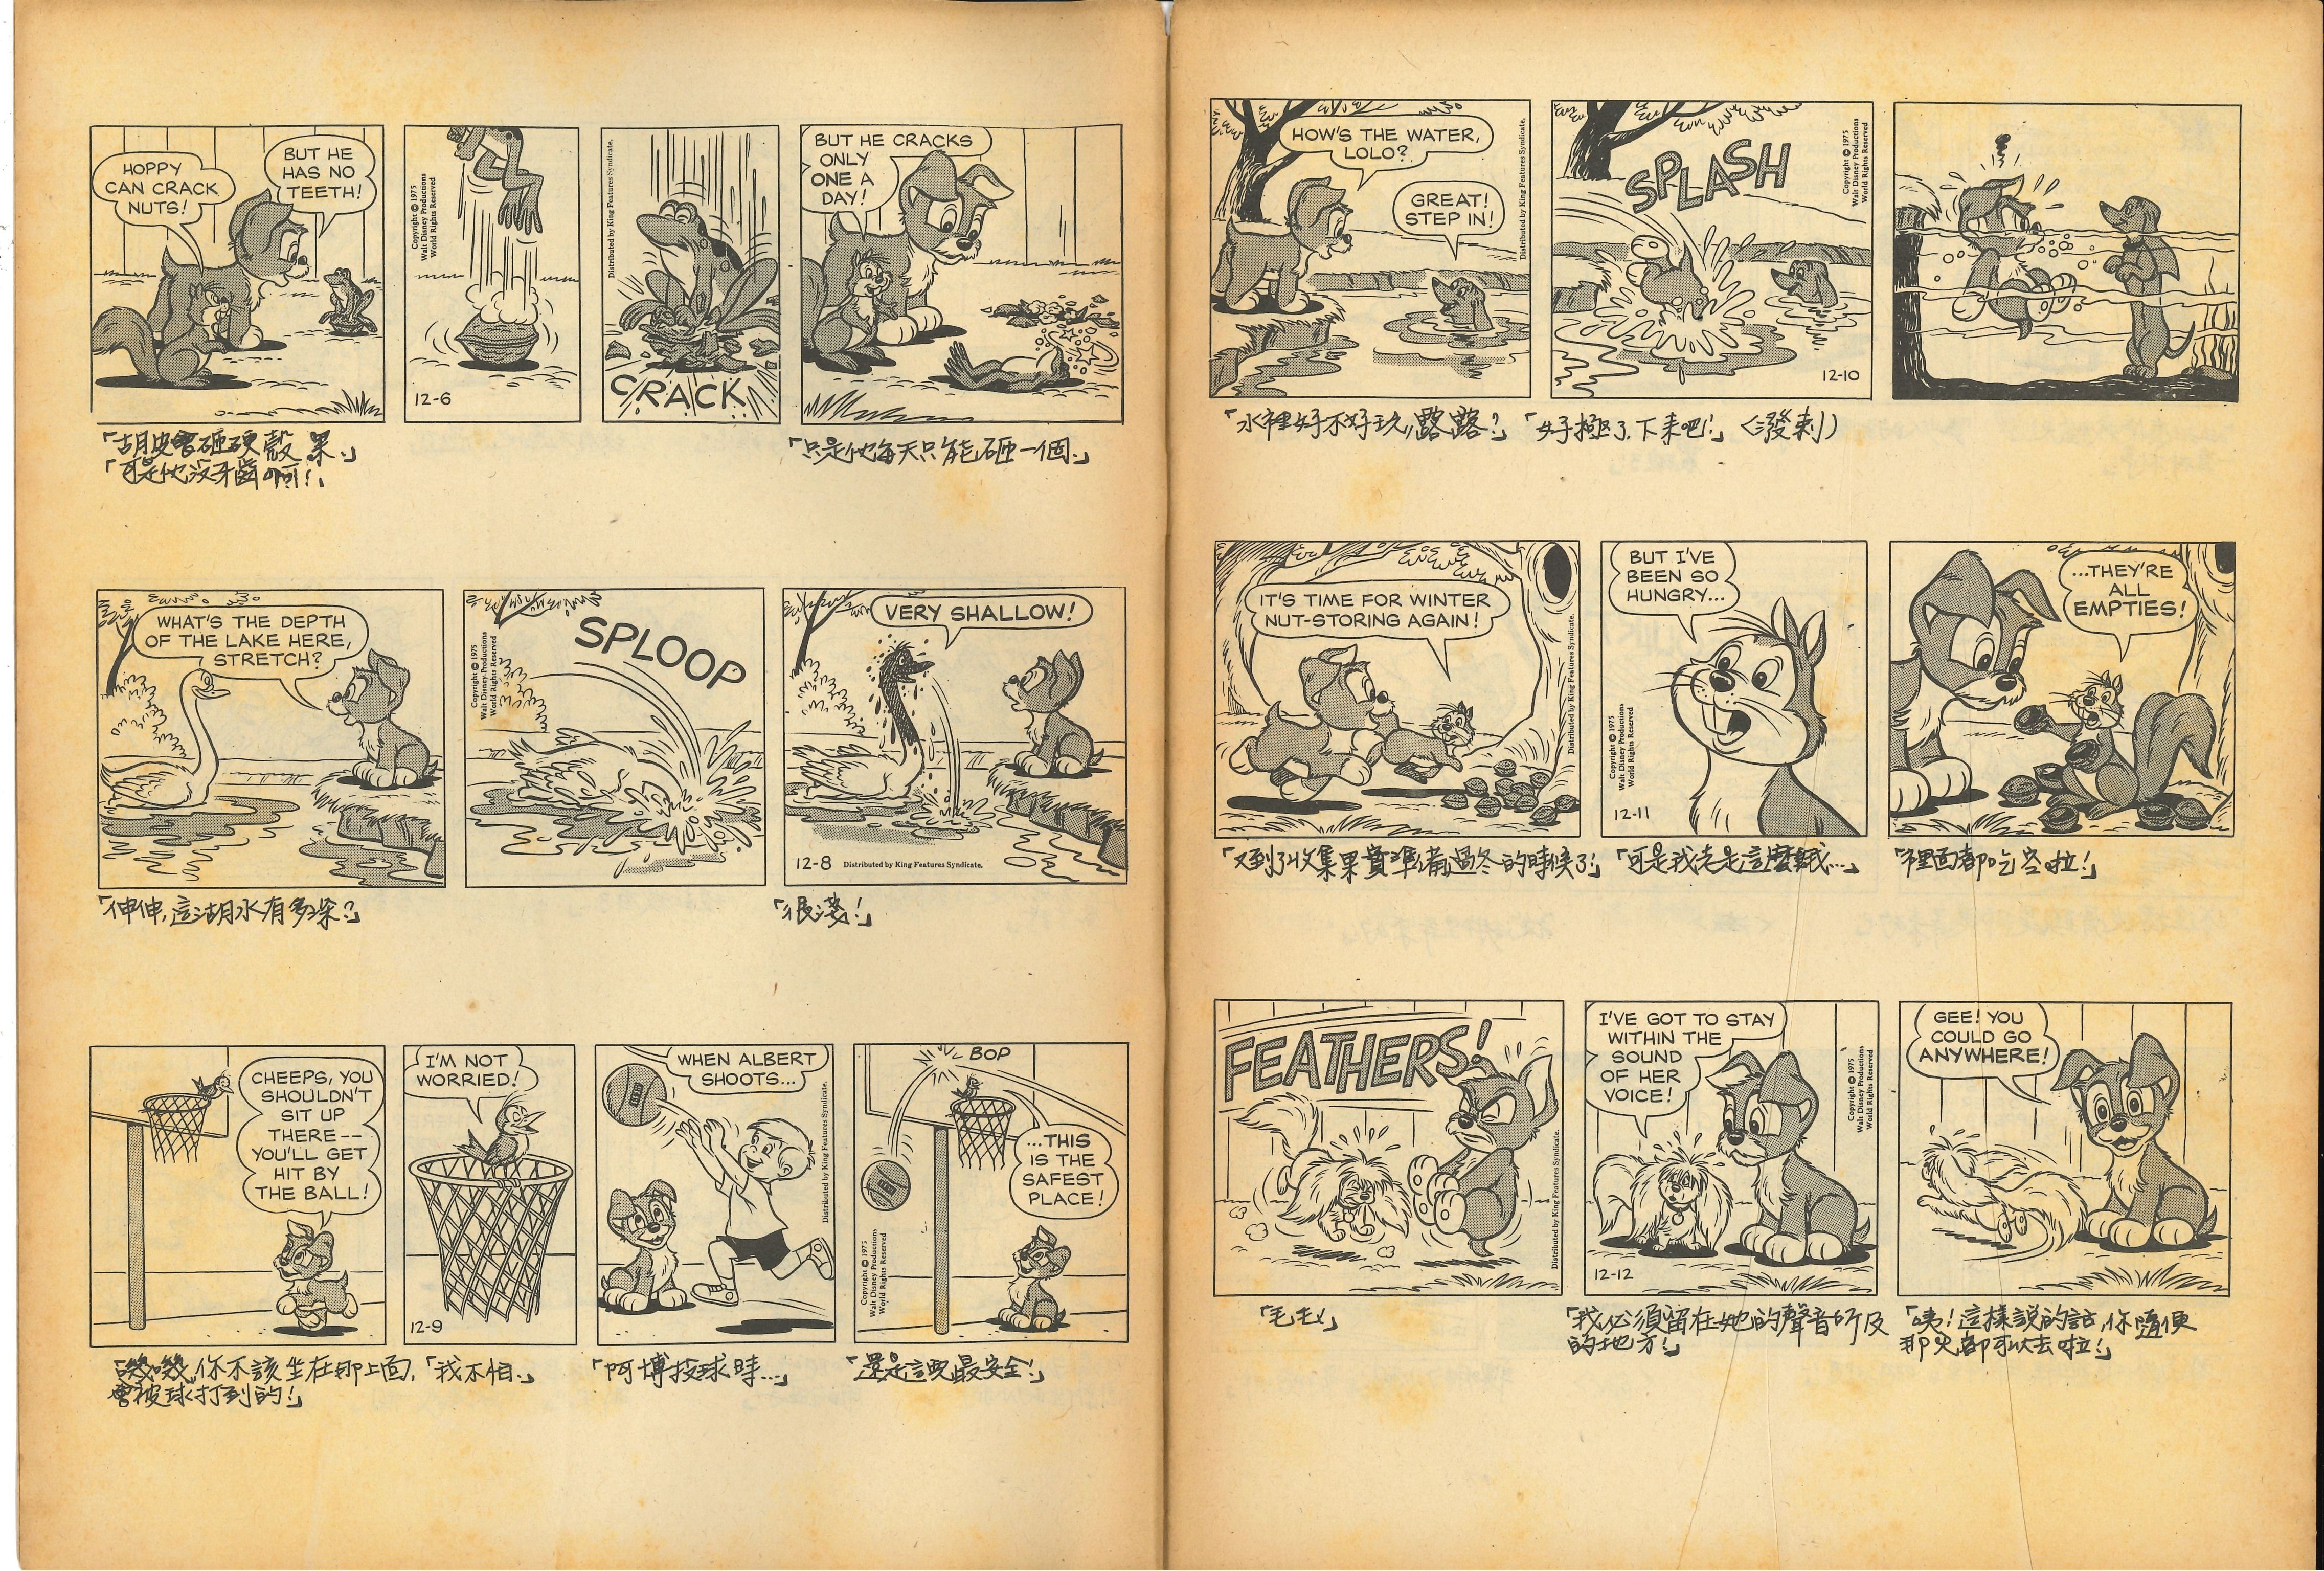 HOPPY
CAN CRACK
NUTS!
BUT HE
HAS NO
TEETH!
Copyright © 1975
Walt Disney Productions
World Rights Reserved
12-6
Distributed by King Features Syndicate.
CRACK
BUT HE CRACKS
ONLY
ONE A
DAY!
「胡皮會砸硬殼果。」
「可是他沒牙齒啊!」
「只是他每天只能砸一個。」
WHAT'S THE DEPTH
OF THE LAKE HERE,
STRETCH?
Copyright © 1975
Walt Disney Productions
World Rights Reserved
SPLOOP
VERY SHALLOW!
12-8
Distributed by King Features Syndicate.
「伸伸,這湖水有多深?」
「很淺!」
CHEEPS, YOU
SHOULDN'T
SIT UP
THERE--
YOU'LL GET
HIT BY
THE BALL!
I'M NOT
WORRIED!
12-9
WHEN ALBERT
SHOOTS...
Distributed by King Features Syndicate.
BOP
...THIS
IS THE
SAFEST
PLACE!
Copyright © 1975
Walt Disney Productions
World Rights Reserved
「嘰嘰,你不該坐在那上面,
會被球打到的!」
「我不怕。」
「阿博投球時...」
「還是這兒最安全!」
HOW'S THE WATER,
LOLO?
GREAT!
STEP IN!
Distributed by King Features Syndicate.
SPLASH
Copyright © 1975
Walt Disney Productions
World Rights Reserved
12-10
「水裡好不好玩,露露?」
「好極了,下來吧!」
(潑剌)
IT'S TIME FOR WINTER
NUT-STORING AGAIN!
Distributed by King Features Syndicate.
BUT I'VE
BEEN SO
HUNGRY...
Copyright © 1975
Walt Disney Productions
World Rights Reserved
12-11
...THEY'RE
ALL
EMPTIES!
「又到了收集果實準備過冬的時候了!」
「可是我老是這麼餓...」
「裡面都吃空啦!」
FEATHERS!
Distributed by King Features Syndicate.
I'VE GOT TO STAY
WITHIN THE
SOUND
OF HER
VOICE!
Copyright © 1975
Walt Disney Productions
World Rights Reserved
12-12
GEE! YOU
COULD GO
ANYWHERE!
「毛毛!」
「我必須留在她的聲音所及
的地方!」
「咦!這樣說的話,你隨便
那兒都可以去啦!」